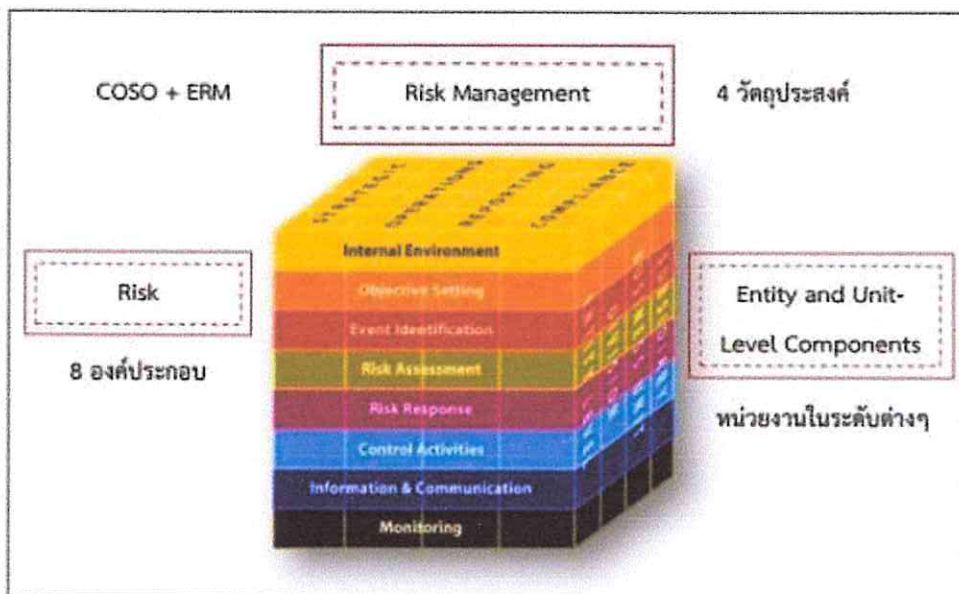 COSO + ERM
Risk Management
4 วัตถุประสงค์
STRATEGIC
OPERATIONS
REPORTING
COMPLIANCE
Internal Environment
Objective Setting
Event Identification
Risk Assessment
Risk Response
Control Activities
Information & Communication
Monitoring
Risk
8 องค์ประกอบ
Entity and Unit-
Level Components
หน่วยงานในระดับต่างๆ